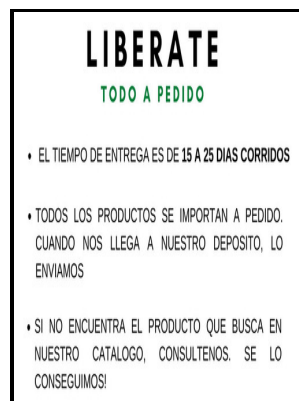 LIBERATE
TODO A PEDIDO
• EL TIEMPO DE ENTREGA ES DE 15 A 25 DIAS CORRIDOS
• TODOS LOS PRODUCTOS SE IMPORTAN A PEDIDO.
CUANDO NOS LLEGA A NUESTRO DEPOSITO, LO
ENVIAMOS
• SI NO ENCUENTRA EL PRODUCTO QUE BUSCA EN
NUESTRO CATALOGO, CONSULTENOS. SE LO
CONSEGUIMOS!